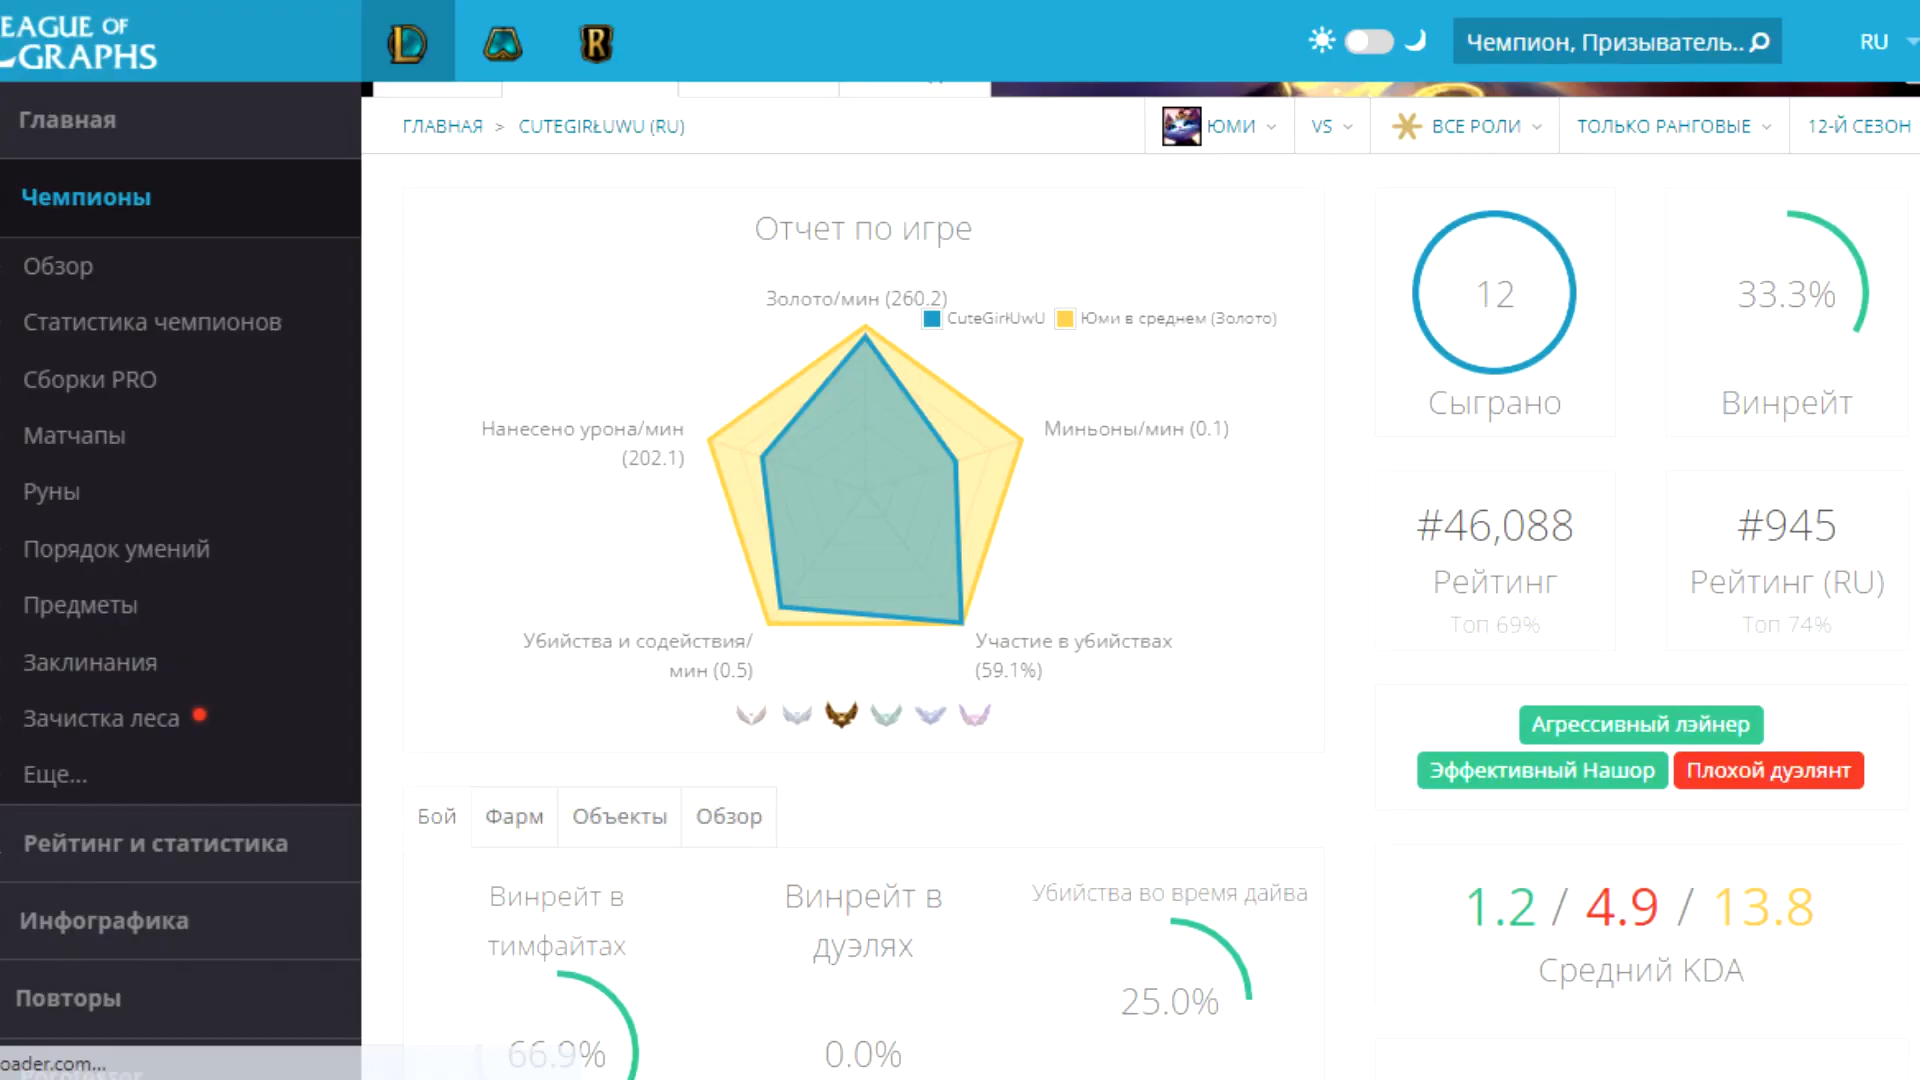 EAGUE OF
GRAPHS
R
Чемпион, Призыватель..
RU
Главная
ГЛАВНАЯ > CUTEGIRŁUWU (RU)
ЮМИ
VS
ВСЕ РОЛИ
ТОЛЬКО РАНГОВЫЕ
12-Й СЕЗОН
Чемпионы
Обзор
Статистика чемпионов
Сборки PRO
Матчапы
Руны
Порядок умений
Предметы
Заклинания
Зачистка леса
Еще...
Рейтинг и статистика
Инфографика
Повторы
oader.com...
Отчет по игре
Золото/мин (260.2)
CuteGirłUwU
Юми в среднем (Золото)
Нанесено урона/мин
(202.1)
Миньоны/мин (0.1)
Убийства и содействия/
мин (0.5)
Участие в убийствах
(59.1%)
12
Сыграно
33.3%
Винрейт
#46,088
Рейтинг
Топ 69%
#945
Рейтинг (RU)
Топ 74%
Агрессивный лэйнер
Эффективный Нашор
Плохой дуэлянт
Бой
Фарм
Объекты
Обзор
Винрейт в
тимфайтах
66.9%
Винрейт в
дуэлях
0.0%
Убийства во время дайва
25.0%
1.2 / 4.9 / 13.8
Средний KDA